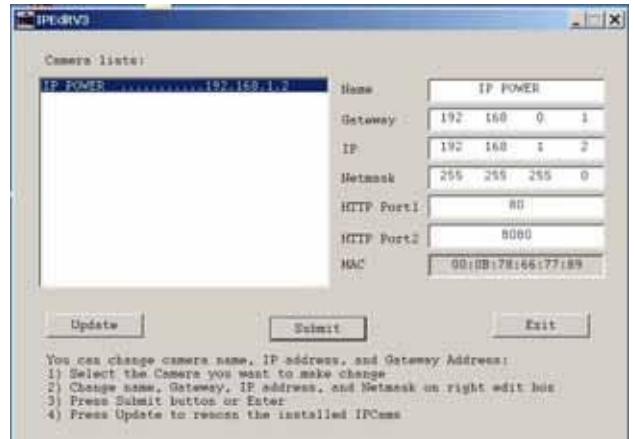 IPEdRV3
Camera lists:
IP POWER ............192.168.1.2
Name IP POWER
Gateway 192 168 0 1
IP 192 168 1 2
Netmask 255 255 255 0
HTTP Port1 80
HTTP Port2 8080
MAC 00:0B:78:66:77:89
Update
Submit
Exit
You can change camera name, IP address, and Gateway Address:
1) Select the Camera you want to make change
2) Change name, Gateway, IP address, and Netmask on right edit box
3) Press Submit button or Enter
4) Press Update to rescan the installed IPCams